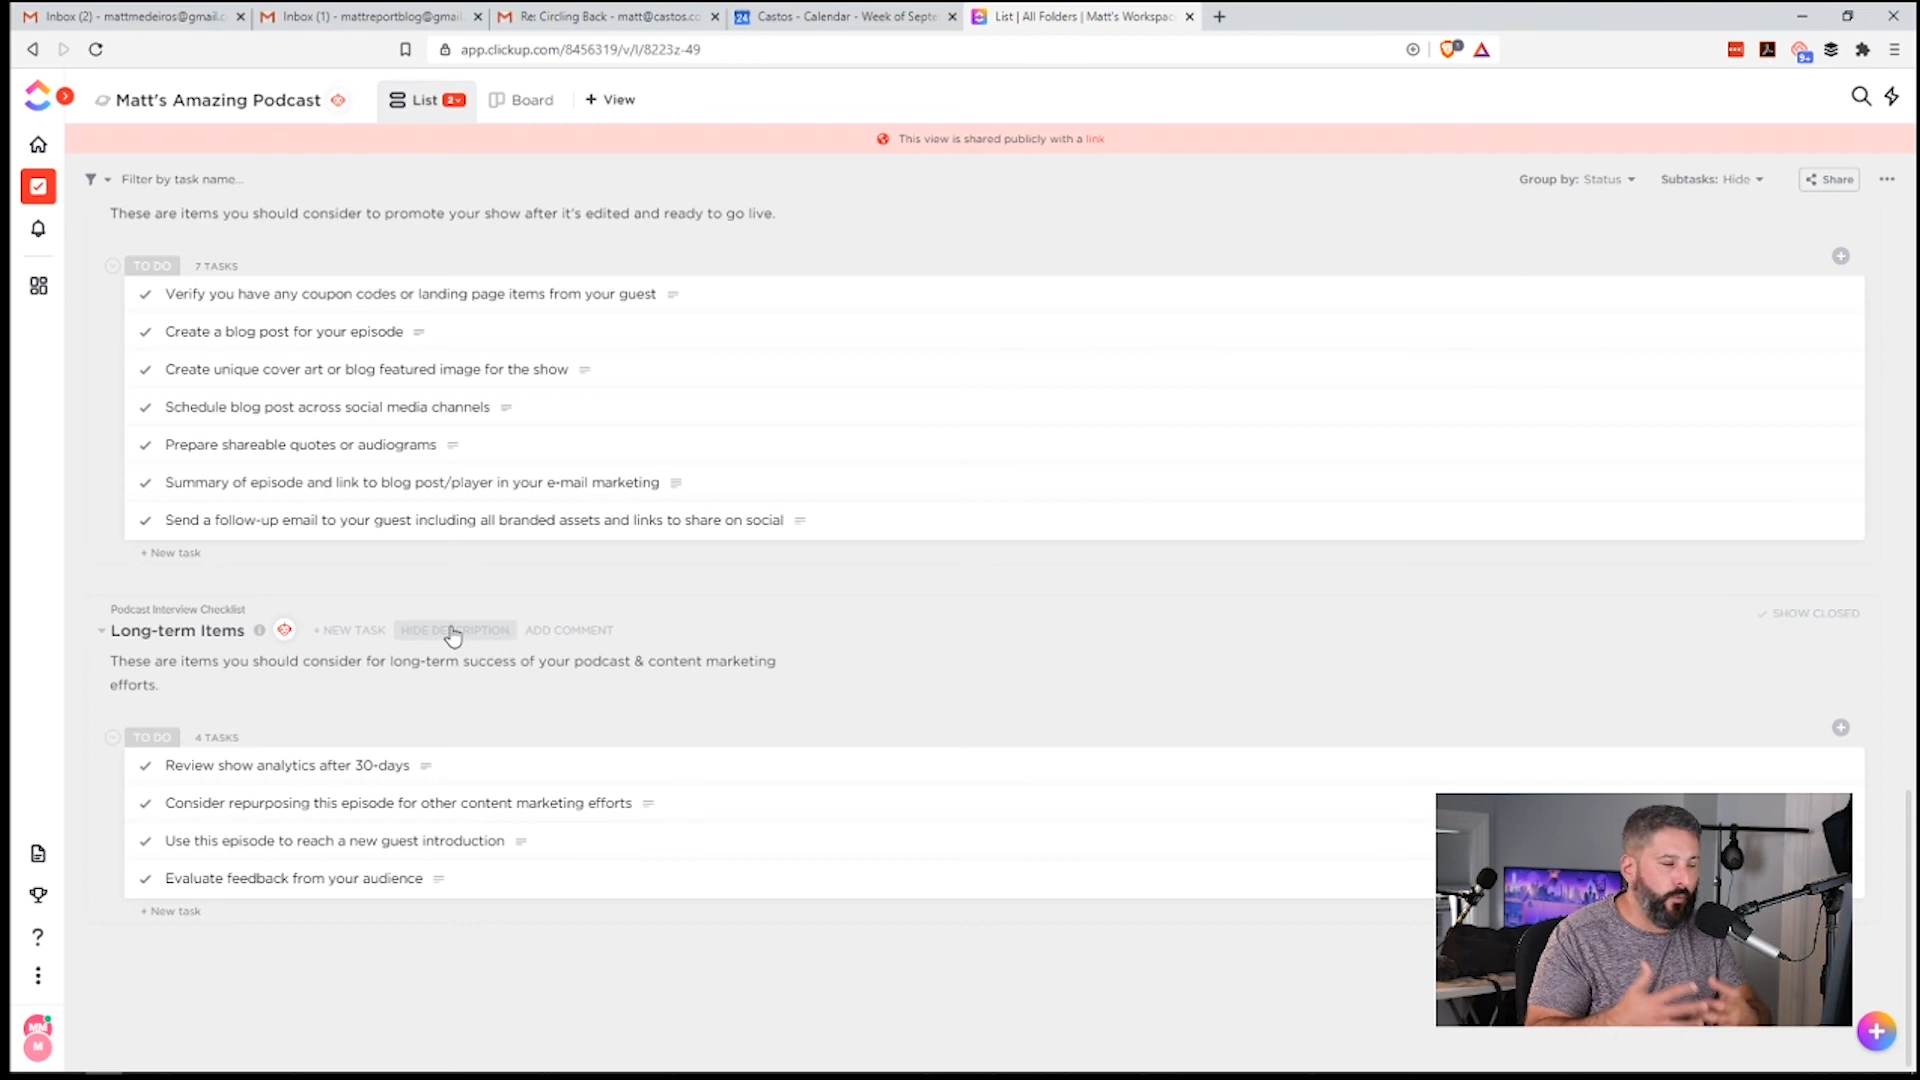 Inbox (2) - mattmedeiros@gmail.c
Inbox (1) - mattreportblog@gmail.
Re: Circling Back - matt@castos.co
24
Castos - Calendar - Week of Septe
List | All Folders | Matt's Workspac
app.clickup.com/8456319/v/l/8223z-49
9+
Matt's Amazing Podcast
List 2
Board
+ View
This view is shared publicly with a link
Filter by task name...
Group by: Status
Subtasks: Hide
Share
These are items you should consider to promote your show after it's edited and ready to go live.
TO DO 7 TASKS
Verify you have any coupon codes or landing page items from your guest
Create a blog post for your episode
Create unique cover art or blog featured image for the show
Schedule blog post across social media channels
Prepare shareable quotes or audiograms
Summary of episode and link to blog post/player in your e-mail marketing
Send a follow-up email to your guest including all branded assets and links to share on social
+ New task
Podcast Interview Checklist
SHOW CLOSED
Long-term Items
+ NEW TASK
HIDE DESCRIPTION
ADD COMMENT
These are items you should consider for long-term success of your podcast & content marketing
efforts.
TO DO 4 TASKS
Review show analytics after 30-days
Consider repurposing this episode for other content marketing efforts
Use this episode to reach a new guest introduction
Evaluate feedback from your audience
+ New task
MM
M